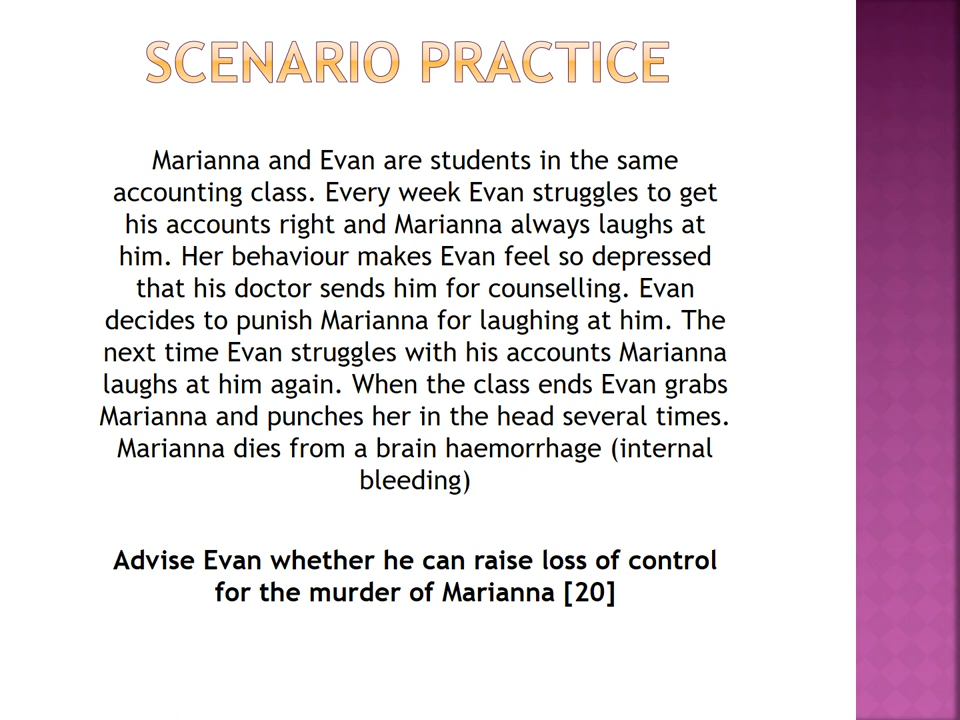 SCENARIO PRACTICE
Marianna and Evan are students in the same
accounting class. Every week Evan struggles to get
his accounts right and Marianna always laughs at
him. Her behaviour makes Evan feel so depressed
that his doctor sends him for counselling. Evan
decides to punish Marianna for laughing at him. The
next time Evan struggles with his accounts Marianna
laughs at him again. When the class ends Evan grabs
Marianna and punches her in the head several times.
Marianna dies from a brain haemorrhage (internal
bleeding)
Advise Evan whether he can raise loss of control
for the murder of Marianna [20]